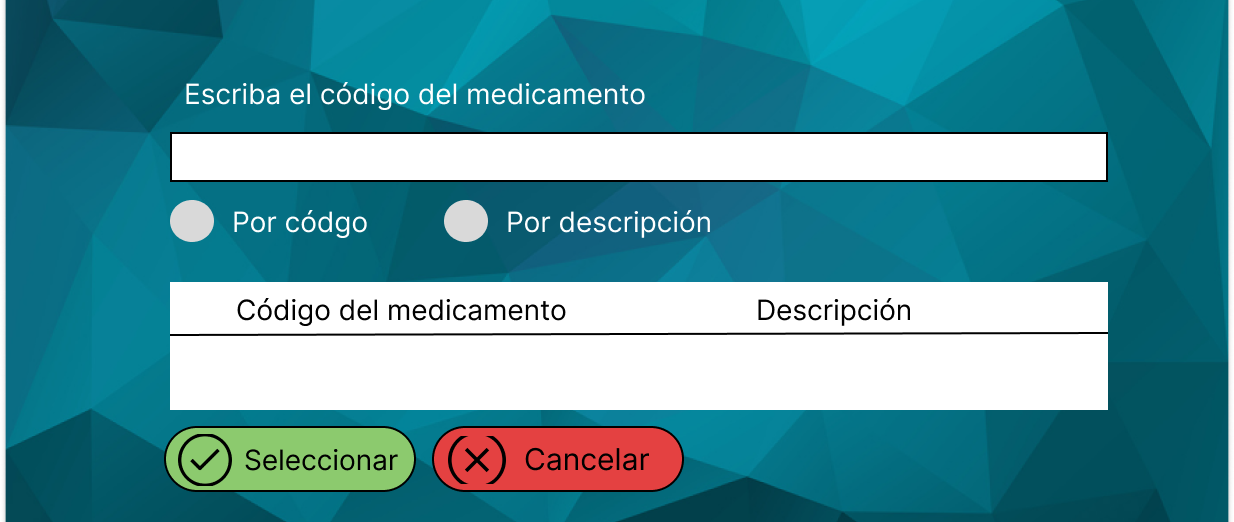 Escriba el código del medicamento
Por códgo Por descripción
Código del medicamento Descripción
Seleccionar Cancelar